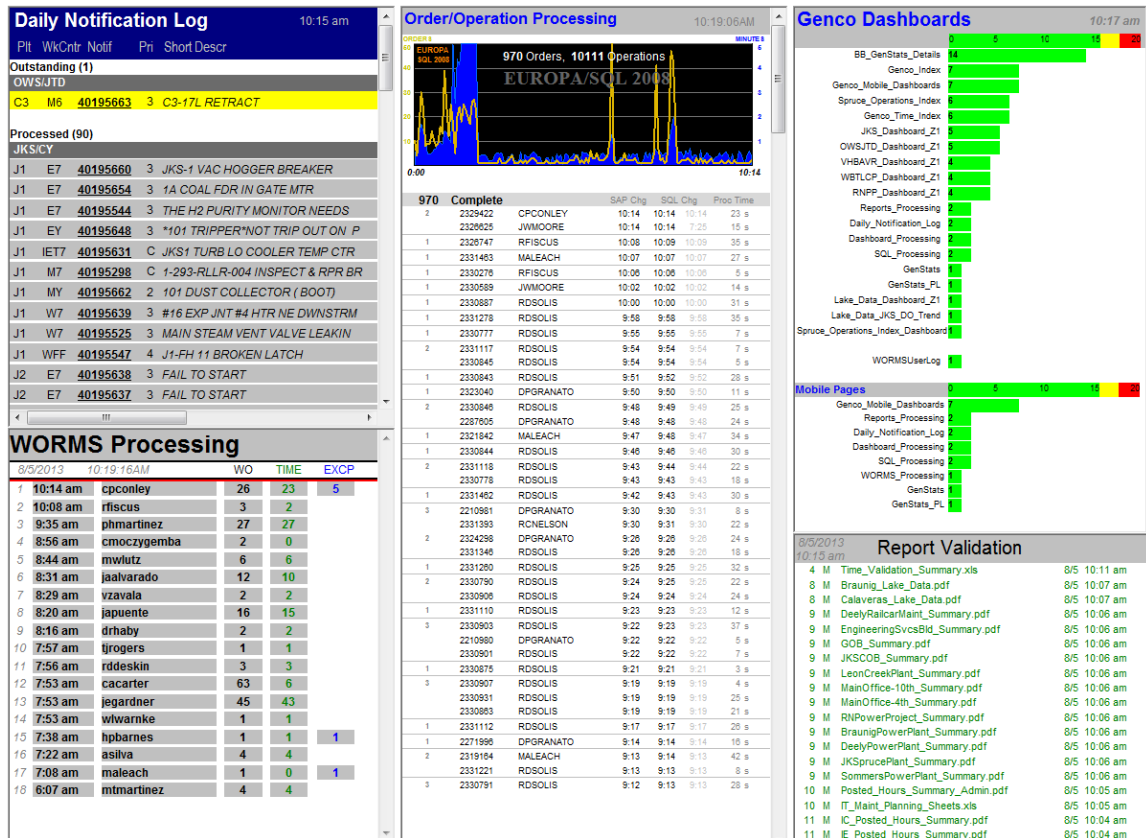 Daily Notification Log 10:15 am
Plt WkCntr Notif Pri Short Descr
Outstanding (1)
OWS/JTD
C3 M6 40195663 3 C3-17L RETRACT
Processed (90)
JKS/CY
J1 E7 40195660 3 JKS-1 VAC HOGGER BREAKER
J1 E7 40195654 3 1A COAL FDR IN GATE MTR
J1 E7 40195544 3 THE H2 PURITY MONITOR NEEDS
J1 EY 40195648 3 *101 TRIPPER*NOT TRIP OUT ON P
J1 IET7 40195631 C JKS1 TURB LO COOLER TEMP CTR
J1 M7 40195298 C 1-293-RLLR-004 INSPECT & RPR BR
J1 MY 40195662 2 101 DUST COLLECTOR ( BOOT)
J1 W7 40195639 3 #16 EXP JNT #4 HTR NE DWNSTRM
J1 W7 40195525 3 MAIN STEAM VENT VALVE LEAKIN
J1 WFF 40195547 4 J1-FH 11 BROKEN LATCH
J2 E7 40195638 3 FAIL TO START
J2 E7 40195637 3 FAIL TO START
WORMS Processing
8/5/2013 10:19:16AM WO TIME EXCP
1 10:14 am cpconley 26 23 5
2 10:08 am rfiscus 3 2
3 9:35 am phmartinez 27 27
4 8:56 am cmoczygemba 2 0
5 8:44 am mwlutz 6 6
6 8:31 am jaalvarado 12 10
7 8:29 am vzavala 2 2
8 8:20 am japuente 16 15
9 8:16 am drhaby 2 2
10 7:57 am tjrogers 1 1
11 7:56 am rddeskin 3 3
12 7:53 am cacarter 63 6
13 7:53 am jegardner 45 43
14 7:53 am wlwarnke 1 1
15 7:38 am hpbarnes 1 1 1
16 7:22 am asilva 4 4
17 7:08 am maleach 1 0 1
18 6:07 am mtmartinez 4 4
Order/Operation Processing 10:19:06AM
ORDERS MINUTES
EUROPA
SQL 2008
970 Orders, 10111 Operations
EUROPA/SQL 2008
50 40 30 20 10
6 5 4 3 2 1
0:00 10:14
970 Complete SAP Chg SQL Chg Proc Time
2 2329422 CPCONLEY 10:14 10:14 10:14 23 s
2326625 JWMOORE 10:14 10:14 7:25 15 s
1 2326747 RFISCUS 10:08 10:09 10:09 35 s
1 2331463 MALEACH 10:07 10:07 10:07 27 s
1 2330276 RFISCUS 10:06 10:06 10:06 5 s
1 2330589 JWMOORE 10:02 10:02 10:02 14 s
1 2330887 RDSOLIS 10:00 10:00 10:00 31 s
1 2331278 RDSOLIS 9:58 9:58 9:58 35 s
1 2330777 RDSOLIS 9:55 9:55 9:55 7 s
2 2331117 RDSOLIS 9:54 9:54 9:54 7 s
2330845 RDSOLIS 9:54 9:54 9:54 5 s
1 2330843 RDSOLIS 9:51 9:52 9:52 28 s
1 2323040 DPGRANATO 9:50 9:50 9:50 11 s
2 2330846 RDSOLIS 9:48 9:49 9:49 25 s
2287605 DPGRANATO 9:48 9:48 9:48 24 s
1 2321842 MALEACH 9:47 9:48 9:47 34 s
1 2330844 RDSOLIS 9:46 9:46 9:46 30 s
2 2331118 RDSOLIS 9:43 9:44 9:44 22 s
2330778 RDSOLIS 9:43 9:43 9:43 18 s
1 2331462 RDSOLIS 9:42 9:43 9:43 30 s
3 2210981 DPGRANATO 9:30 9:30 9:31 8 s
2331393 RCNELSON 9:30 9:31 9:30 22 s
2 2324298 DPGRANATO 9:26 9:26 9:26 24 s
2331346 RDSOLIS 9:26 9:26 9:26 18 s
1 2331260 RDSOLIS 9:25 9:25 9:25 32 s
2 2330790 RDSOLIS 9:24 9:24 9:25 22 s
2330906 RDSOLIS 9:24 9:24 9:24 24 s
1 2331110 RDSOLIS 9:23 9:23 9:23 12 s
3 2330903 RDSOLIS 9:22 9:23 9:23 37 s
2210980 DPGRANATO 9:22 9:22 9:22 5 s
2330901 RDSOLIS 9:22 9:22 9:22 7 s
1 2330875 RDSOLIS 9:21 9:21 9:21 3 s
3 2330907 RDSOLIS 9:19 9:19 9:19 4 s
2330931 RDSOLIS 9:19 9:19 9:19 25 s
2330863 RDSOLIS 9:19 9:19 9:19 21 s
1 2331112 RDSOLIS 9:17 9:17 9:17 26 s
1 2271996 DPGRANATO 9:14 9:14 9:14 16 s
2 2319164 MALEACH 9:13 9:14 9:13 42 s
2331221 RDSOLIS 9:13 9:13 9:13 8 s
3 2330791 RDSOLIS 9:12 9:13 9:13 28 s
Genco Dashboards 10:17 am
0 5 10 15 20
BB_GenStats_Details 14
Genco_Index 7
Genco_Mobile_Dashboards 7
Spruce_Operations_Index 6
Genco_Time_Index 6
JKS_Dashboard_Z1 5
OWSJTD_Dashboard_Z1 5
VHBAVR_Dashboard_Z1 4
WBTLCP_Dashboard_Z1 4
RNPP_Dashboard_Z1 4
Reports_Processing 2
Daily_Notification_Log 2
Dashboard_Processing 2
SQL_Processing 2
GenStats 1
GenStats_PL 1
Lake_Data_Dashboard_Z1 1
Lake_Data_JKS_DO_Trend 1
Spruce_Operations_Index_Dashboard 1
WORMSUserLog 1
Mobile Pages 0 5 10 15 20
Genco_Mobile_Dashboards 7
Reports_Processing 2
Daily_Notification_Log 2
Dashboard_Processing 2
SQL_Processing 2
WORMS_Processing 1
GenStats 1
GenStats_PL 1
8/5/2013
10:15 am
Report Validation
4 M Time_Validation_Summary.xls 8/5 10:11 am
8 M Braunig_Lake_Data.pdf 8/5 10:07 am
8 M Calaveras_Lake_Data.pdf 8/5 10:07 am
9 M DeelyRailcarMaint_Summary.pdf 8/5 10:06 am
9 M EngineeringSvcsBld_Summary.pdf 8/5 10:06 am
9 M GOB_Summary.pdf 8/5 10:06 am
9 M JKSCOB_Summary.pdf 8/5 10:06 am
9 M LeonCreekPlant_Summary.pdf 8/5 10:06 am
9 M MainOffice-10th_Summary.pdf 8/5 10:06 am
9 M MainOffice-4th_Summary.pdf 8/5 10:06 am
9 M RNPowerProject_Summary.pdf 8/5 10:06 am
9 M BraunigPowerPlant_Summary.pdf 8/5 10:06 am
9 M DeelyPowerPlant_Summary.pdf 8/5 10:06 am
9 M JKSprucePlant_Summary.pdf 8/5 10:06 am
9 M SommersPowerPlant_Summary.pdf 8/5 10:06 am
10 M Posted_Hours_Summary_Admin.pdf 8/5 10:05 am
10 M IT_Maint_Planning_Sheets.xls 8/5 10:05 am
11 M IC_Posted_Hours_Summary.pdf 8/5 10:04 am
11 M IE_Posted_Hours_Summary.pdf 8/5 10:04 am